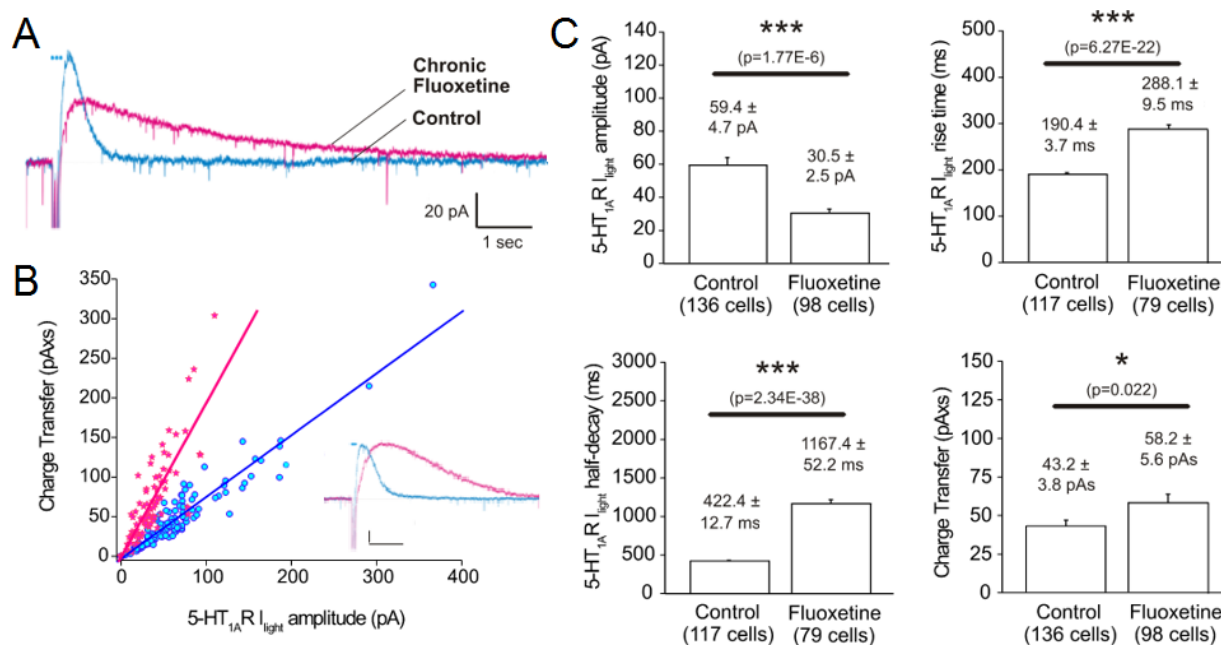 A
Chronic
Fluoxetine
Control
20 pA
1 sec
B
Charge Transfer (pAxs)
350
300
250
200
150
100
50
0
0 100 200 300 400
5-HT1AR Ilight amplitude (pA)
C
5-HT1AR Ilight amplitude (pA)
140
120
100
80
60
40
20
0
***
(p=1.77E-6)
59.4 ±
4.7 pA
30.5 ±
2.5 pA
Control Fluoxetine
(136 cells) (98 cells)
5-HT1AR Ilight rise time (ms)
500
400
300
200
100
0
***
(p=6.27E-22)
190.4 ±
3.7 ms
288.1 ±
9.5 ms
Control Fluoxetine
(117 cells) (79 cells)
5-HT1AR Ilight half-decay (ms)
3000
2500
2000
1500
1000
500
0
***
(p=2.34E-38)
422.4 ±
12.7 ms
1167.4 ±
52.2 ms
Control Fluoxetine
(117 cells) (79 cells)
Charge Transfer (pAxs)
150
125
100
75
50
25
0
*
(p=0.022)
43.2 ±
3.8 pAs
58.2 ±
5.6 pAs
Control Fluoxetine
(136 cells) (98 cells)